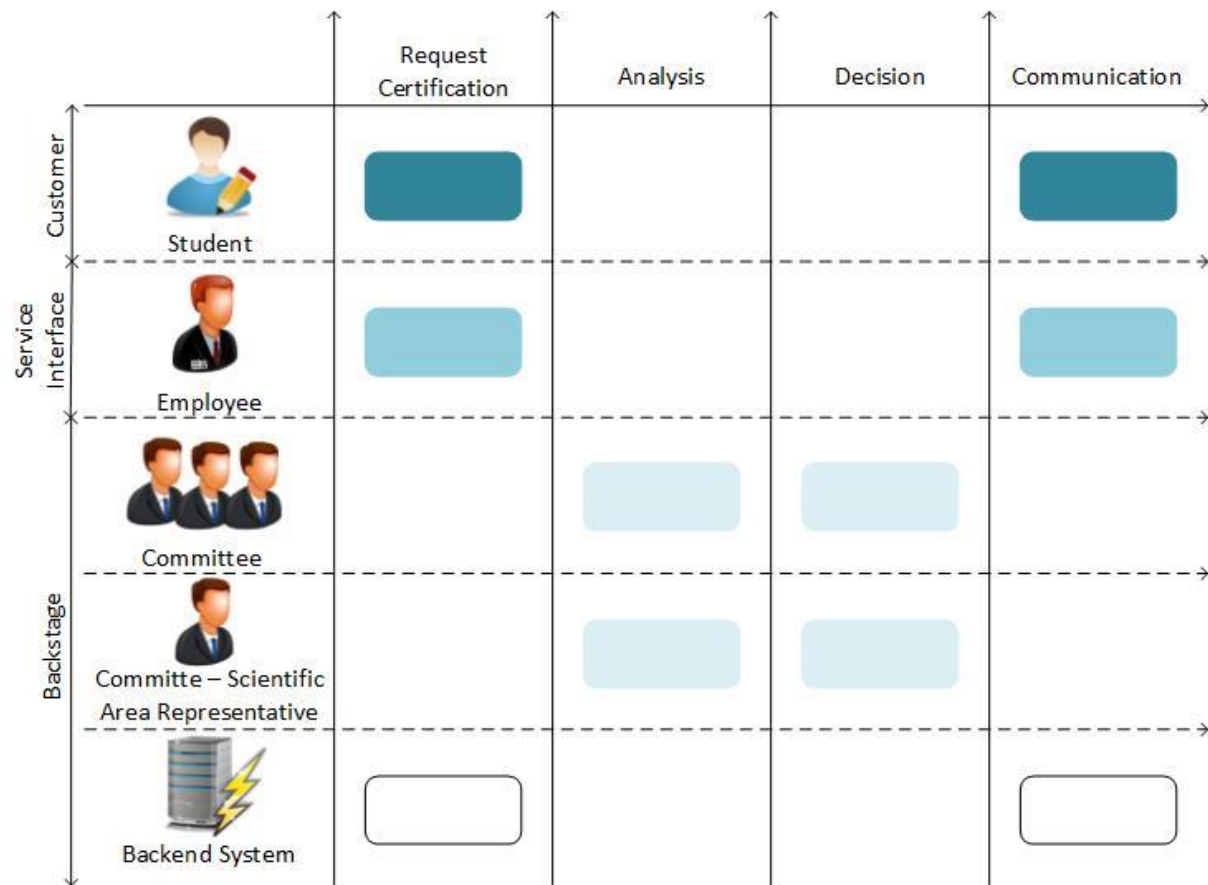 Request
Certification
Analysis
Decision
Communication
Customer
Student
Service
Interface
Employee
Backstage
Committee
Committe – Scientific
Area Representative
Backend System